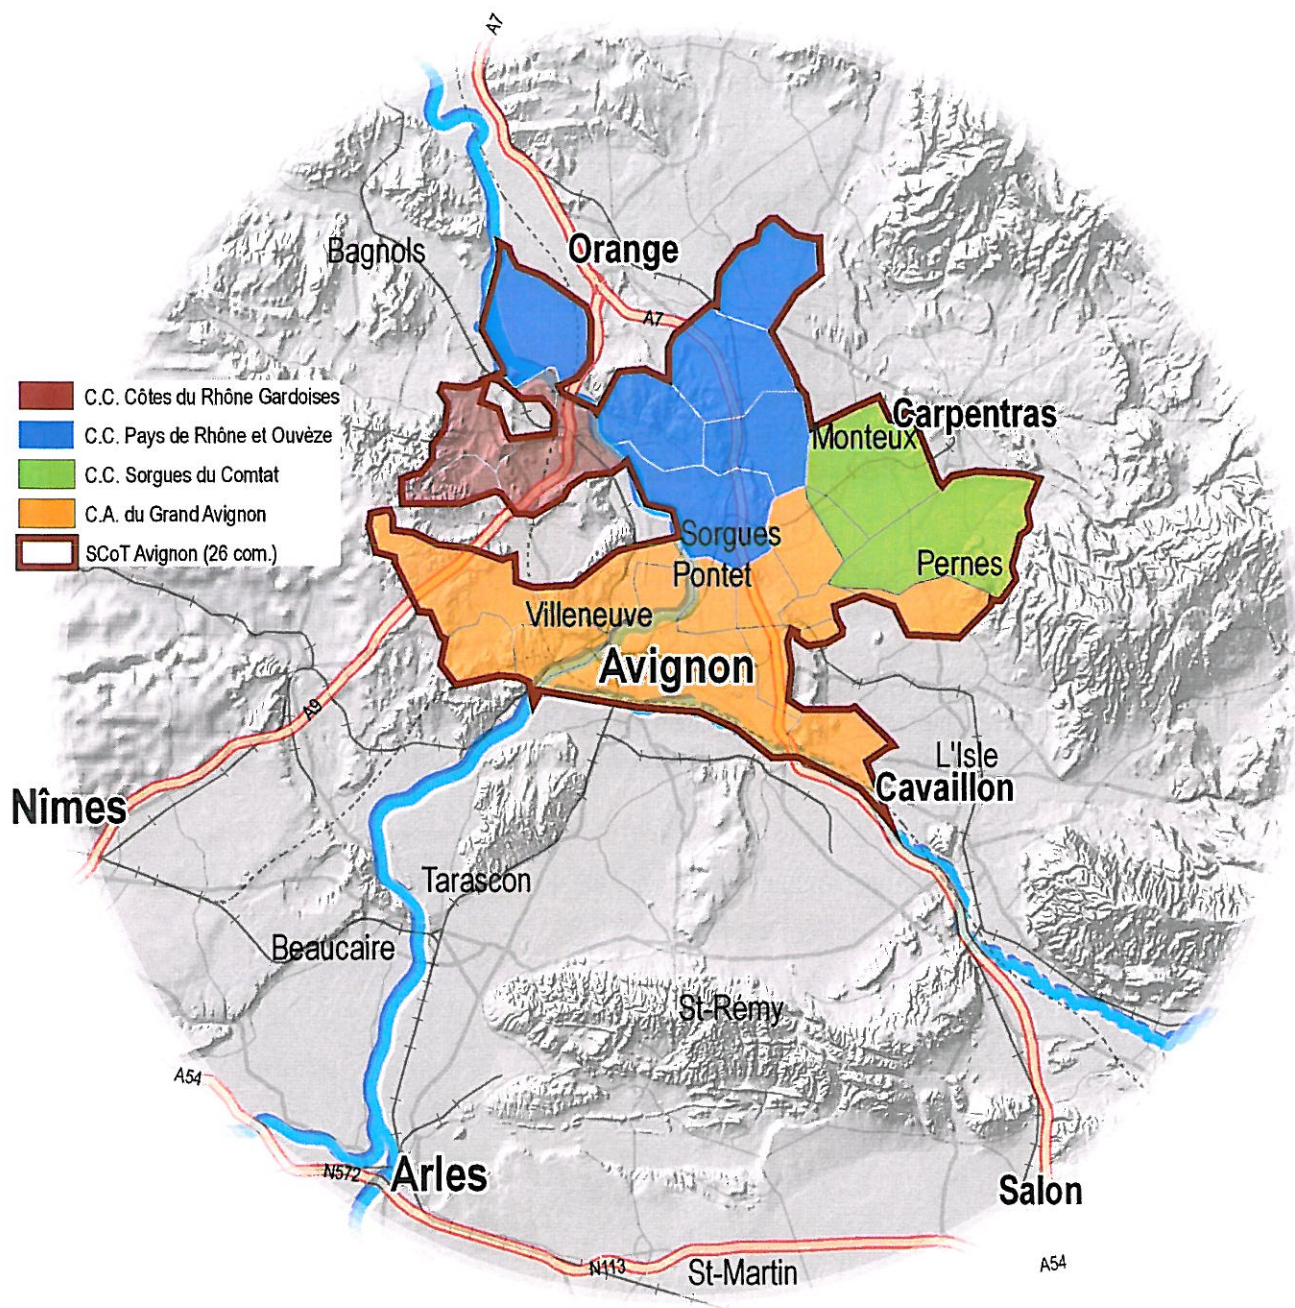 A7
Bagnols
Orange
A7
C.C. Côtes du Rhône Gardoises
C.C. Pays de Rhône et Ouvèze
C.C. Sorgues du Comtat
C.A. du Grand Avignon
SCoT Avignon (26 com.)
Carpentras
Monteux
Sorgues
Pontet
Pernes
Villeneuve
Avignon
A9
L'Isle
Cavaillon
Nîmes
Tarascon
Beaucaire
St-Rémy
A54
N572
Arles
Salon
N113
St-Martin
A54